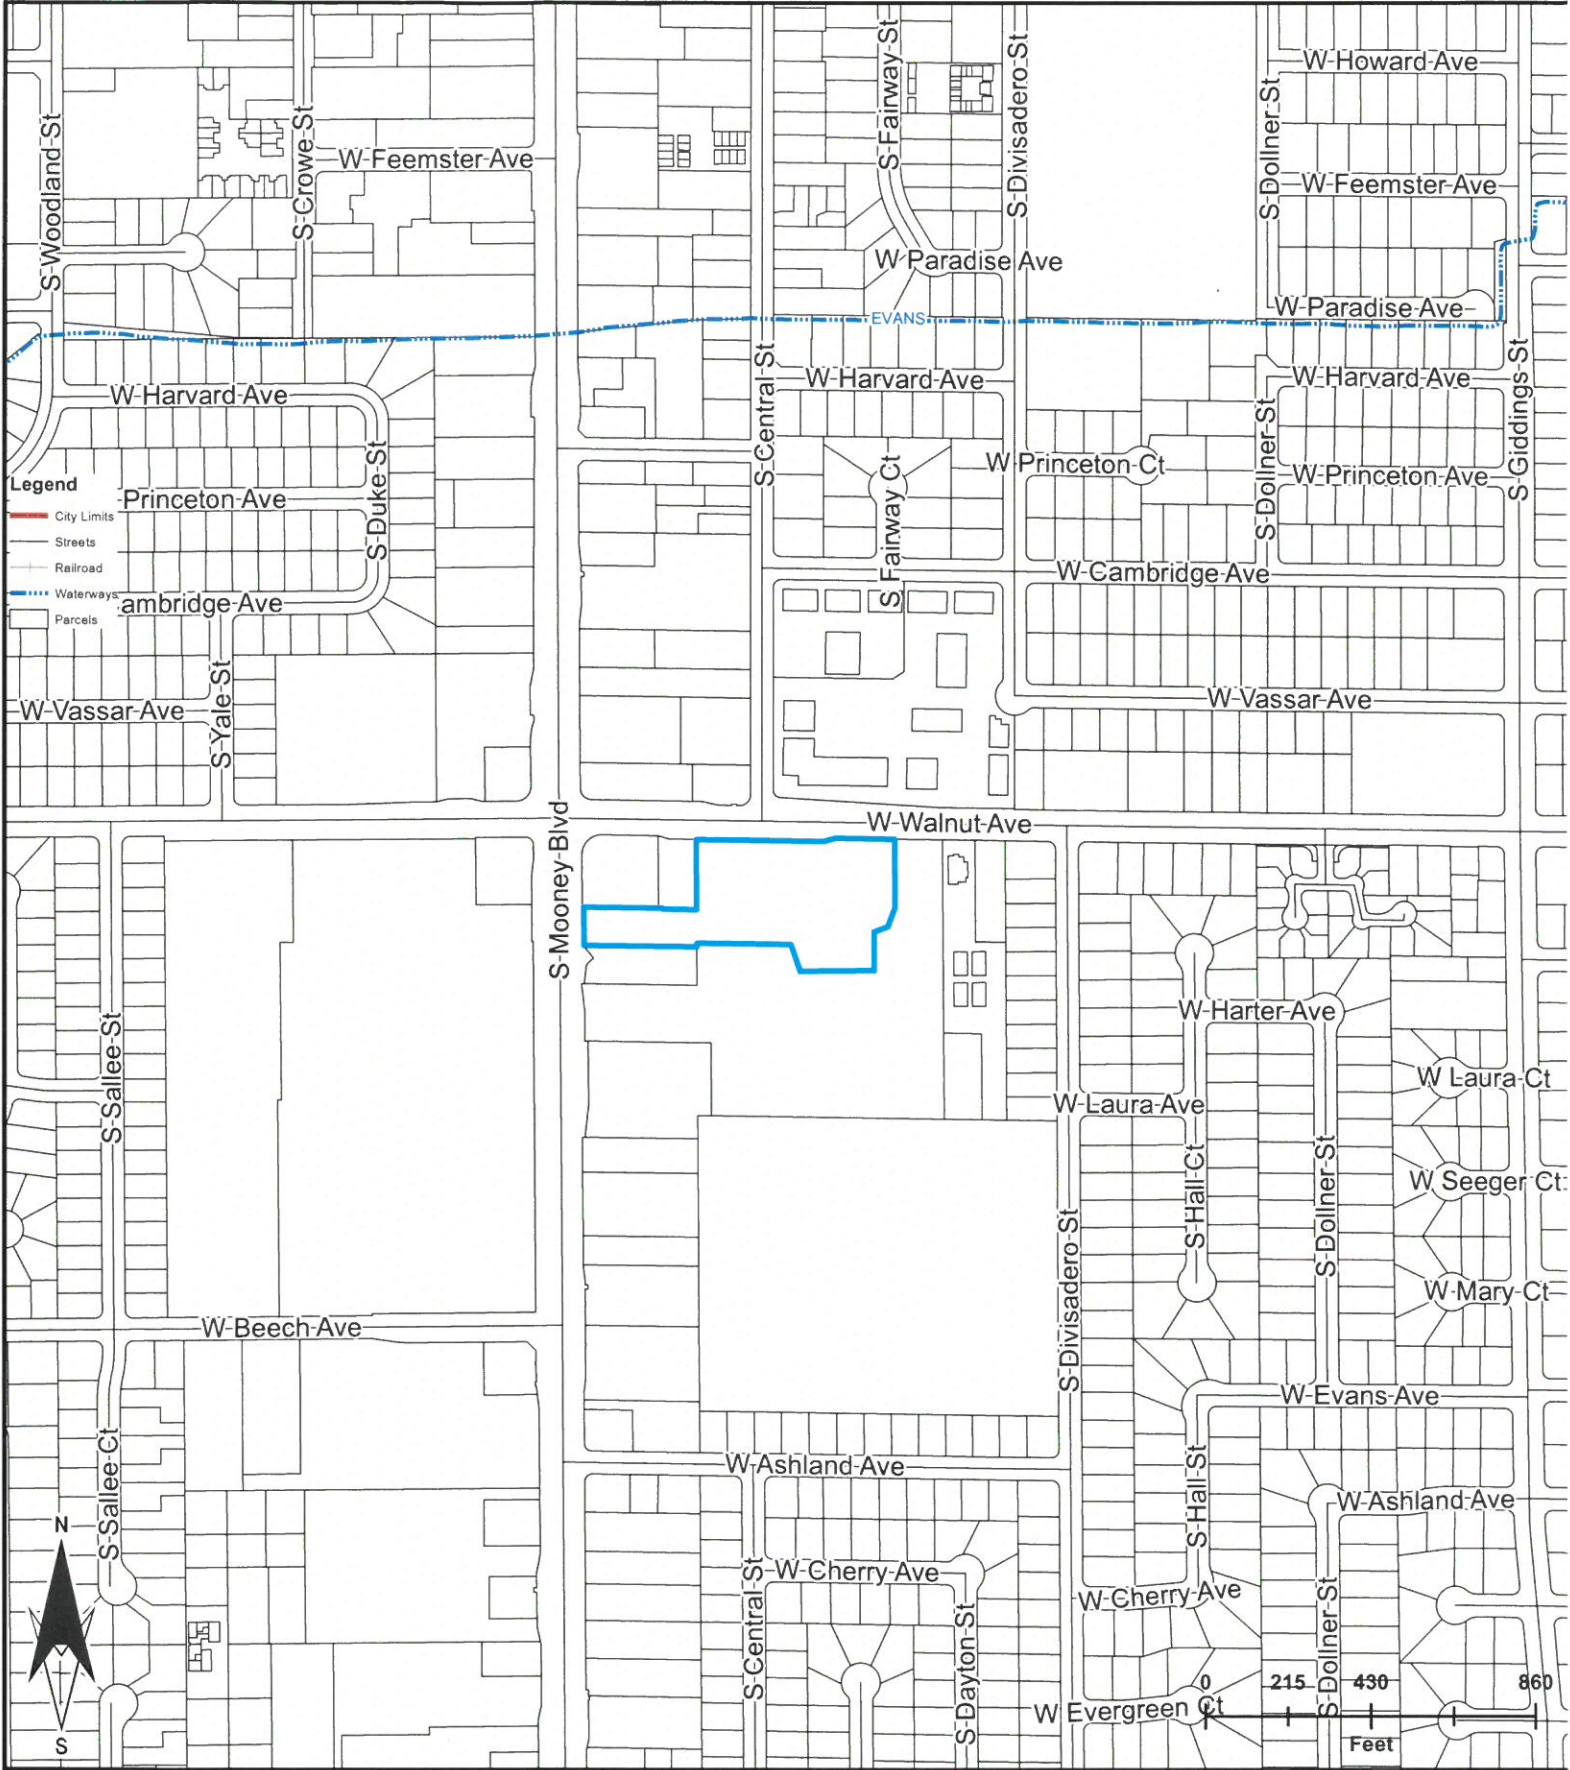 W Howard Ave
S Fairway St
S Divisadero St
S Dollner St
S Woodland St
S Crowe St
W Feemster Ave
W Feemster Ave
W Paradise Ave
W Paradise Ave
EVANS
S Central St
S Giddings St
W Harvard Ave
W Harvard Ave
W Harvard Ave
S Dollner St
S Duke St
S Fairway Ct
W Princeton Ct
W Princeton Ave
Legend
Princeton Ave
City Limits
Streets
Railroad
Waterways
Parcels
W Cambridge Ave
ambridge Ave
S Yale St
W Vassar Ave
W Vassar Ave
S Mooney Blvd
W Walnut Ave
W Harter Ave
S Sallee St
W Laura Ct
W Laura Ave
S Hall Ct
S Dollner St
W Seeger Ct
S Divisadero St
W Mary Ct
W Beech Ave
W Evans Ave
S Sallee Ct
W Ashland Ave
S Hall St
W Ashland Ave
N
S Central St
W Cherry Ave
W Cherry Ave
S Dollner St
S Dayton St
0 215 430 860
W Evergreen Ct
Feet
S